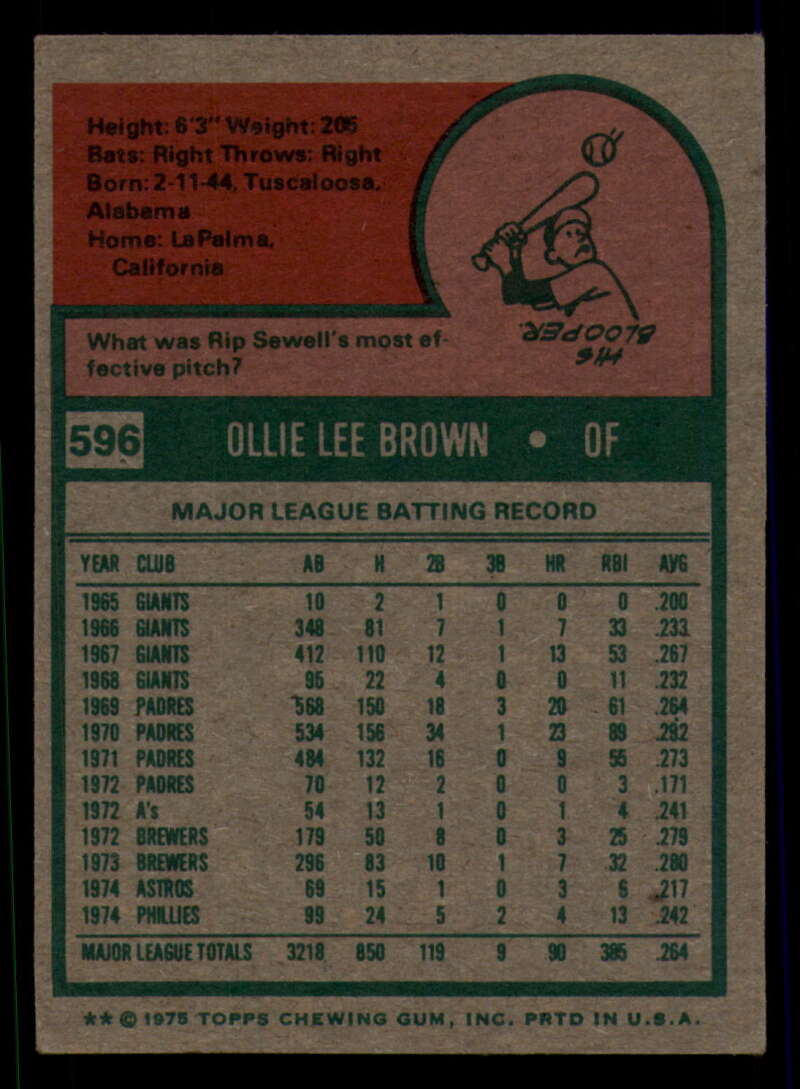 Height: 6'3" Weight: 205
Bats: Right Throws: Right
Born: 2-11-44, Tuscaloosa,
Alabama
Home: La Palma,
California
HIS
BLOOPER
What was Rip Sewell's most ef-
fective pitch?
596 OLLIE LEE BROWN • OF
MAJOR LEAGUE BATTING RECORD
YEAR CLUB AB H 2B 3B HR RBI AVG
1965 GIANTS 10 2 1 0 0 0 .200
1966 GIANTS 348 81 7 1 7 33 .233
1967 GIANTS 412 110 12 1 13 53 .267
1968 GIANTS 95 22 4 0 0 11 .232
1969 PADRES 568 150 18 3 20 61 .264
1970 PADRES 534 156 34 1 23 89 .292
1971 PADRES 484 132 16 0 9 55 .273
1972 PADRES 70 12 2 0 0 3 .171
1972 A's 54 13 1 0 1 4 .241
1972 BREWERS 179 50 8 0 3 25 .279
1973 BREWERS 296 83 10 1 7 32 .280
1974 ASTROS 69 15 1 0 3 6 .217
1974 PHILLIES 99 24 5 2 4 13 .242
MAJOR LEAGUE TOTALS 3218 850 119 9 90 385 .264
** © 1975 TOPPS CHEWING GUM, INC. PRTD IN U.S.A.